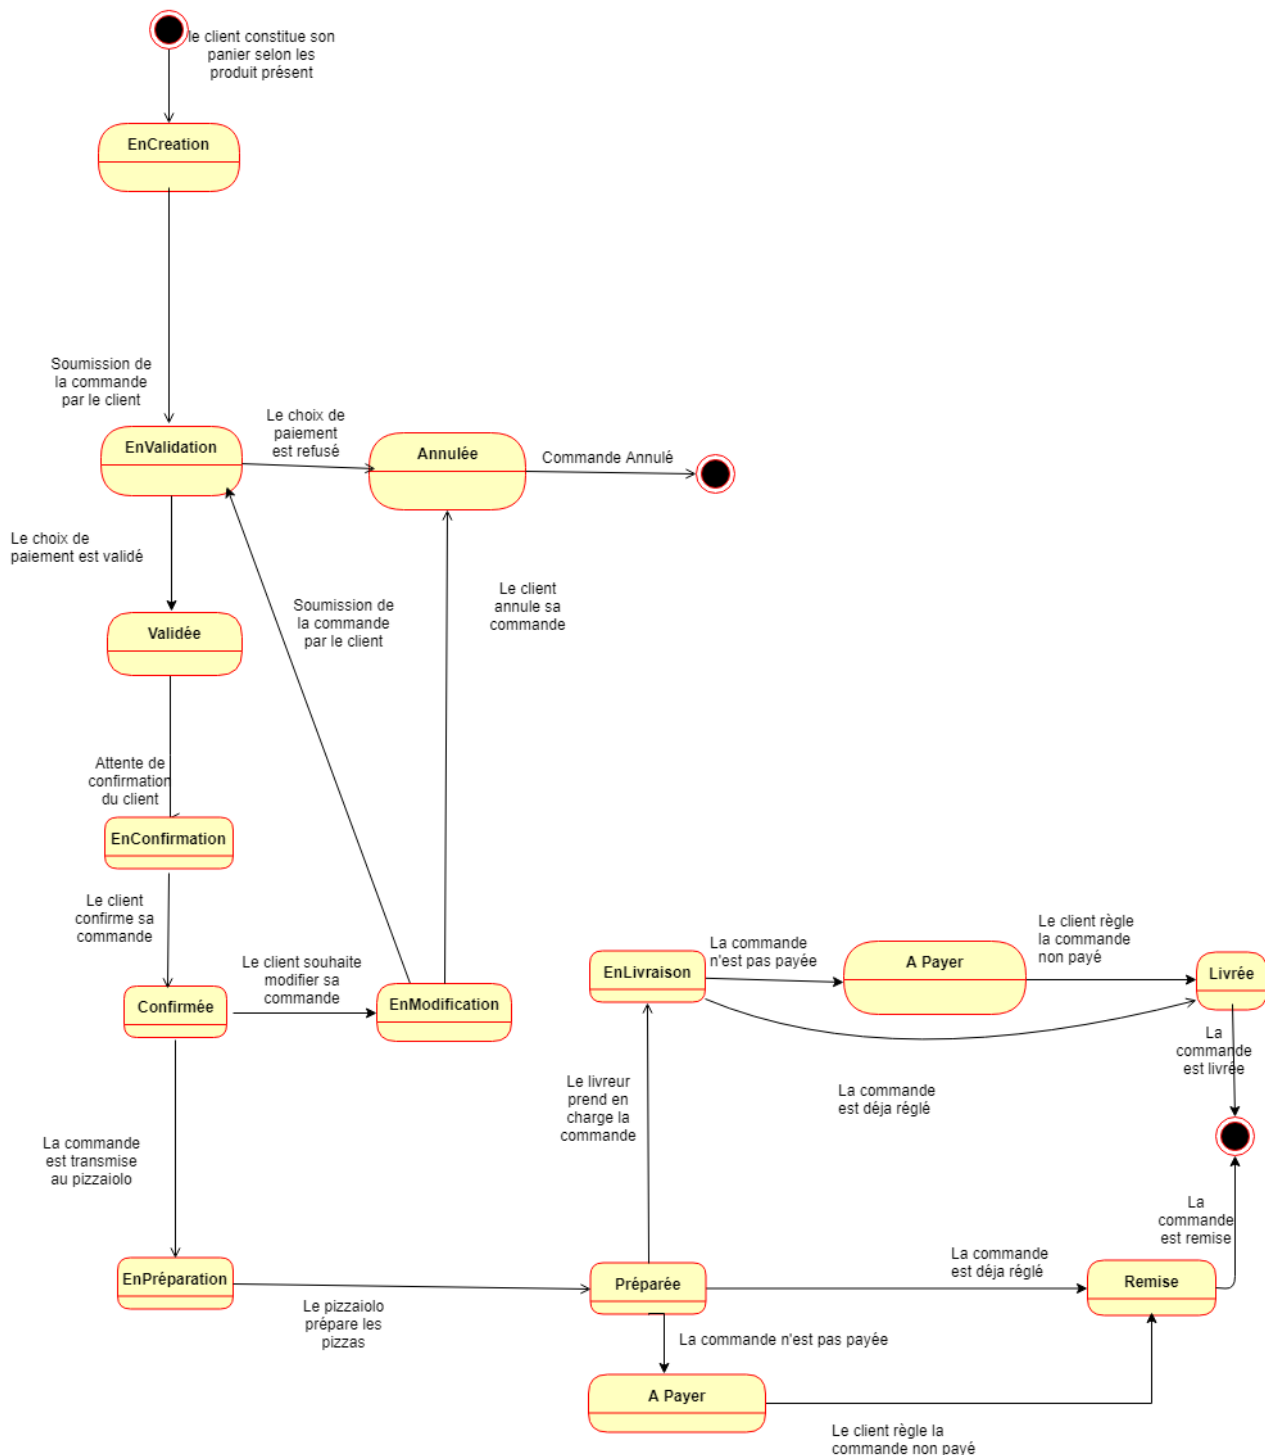 le client constitue son
panier selon les
produit présent
EnCreation
Soumission de
la commande
par le client
EnValidation
Le choix de
paiement
est refusé
Annulée
Commande Annulé
Le choix de
paiement est validé
Soumission de
la commande
par le client
Le client
annule sa
commande
Validée
Attente de
confirmation
du client
EnConfirmation
Le client
confirme sa
commande
Confirmée
Le client souhaite
modifier sa
commande
EnModification
EnLivraison
La commande
n'est pas payée
A Payer
Le client règle
la commande
non payé
Livrée
La
commande
est livrée
La commande
est déja réglé
Le livreur
prend en
charge la
commande
La commande
est transmise
au pizzaiolo
EnPréparation
Le pizzaiolo
prépare les
pizzas
Préparée
La commande
est déja réglé
Remise
La
commande
est remise
La commande n'est pas payée
A Payer
Le client règle la
commande non payé